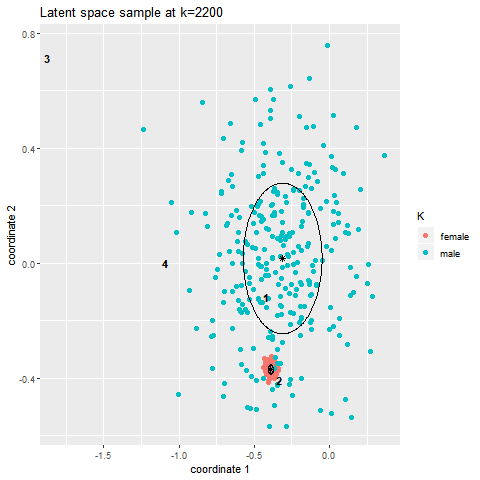 Latent space sample at k=2200
0.8
3
0.4
4
0.0
1
-0.4
2
-1.5 -1.0 -0.5 0.0
coordinate 1
coordinate 2
K
female
male